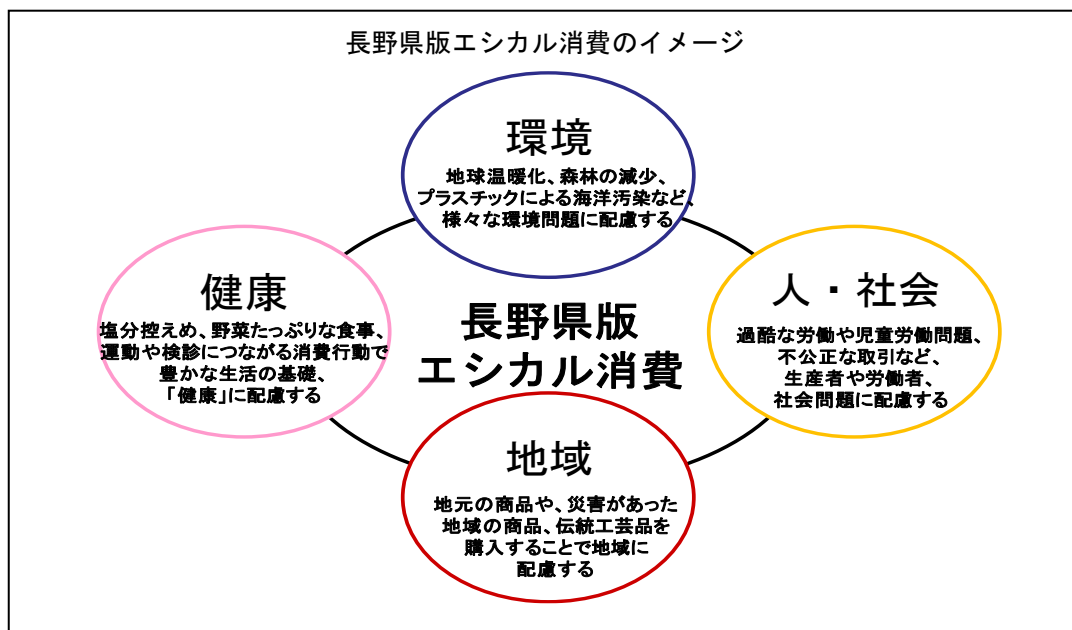 長野県版エシカル消費のイメージ
環境
地球温暖化、森林の減少、
プラスチックによる海洋汚染など、
様々な環境問題に配慮する
健康
塩分控えめ、野菜たっぷりな食事、
運動や検診につながる消費行動で
豊かな生活の基礎、
「健康」に配慮する
長野県版
エシカル消費
人・社会
過酷な労働や児童労働問題、
不公正な取引など、
生産者や労働者、
社会問題に配慮する
地域
地元の商品や、災害があった
地域の商品、伝統工芸品を
購入することで地域に
配慮する